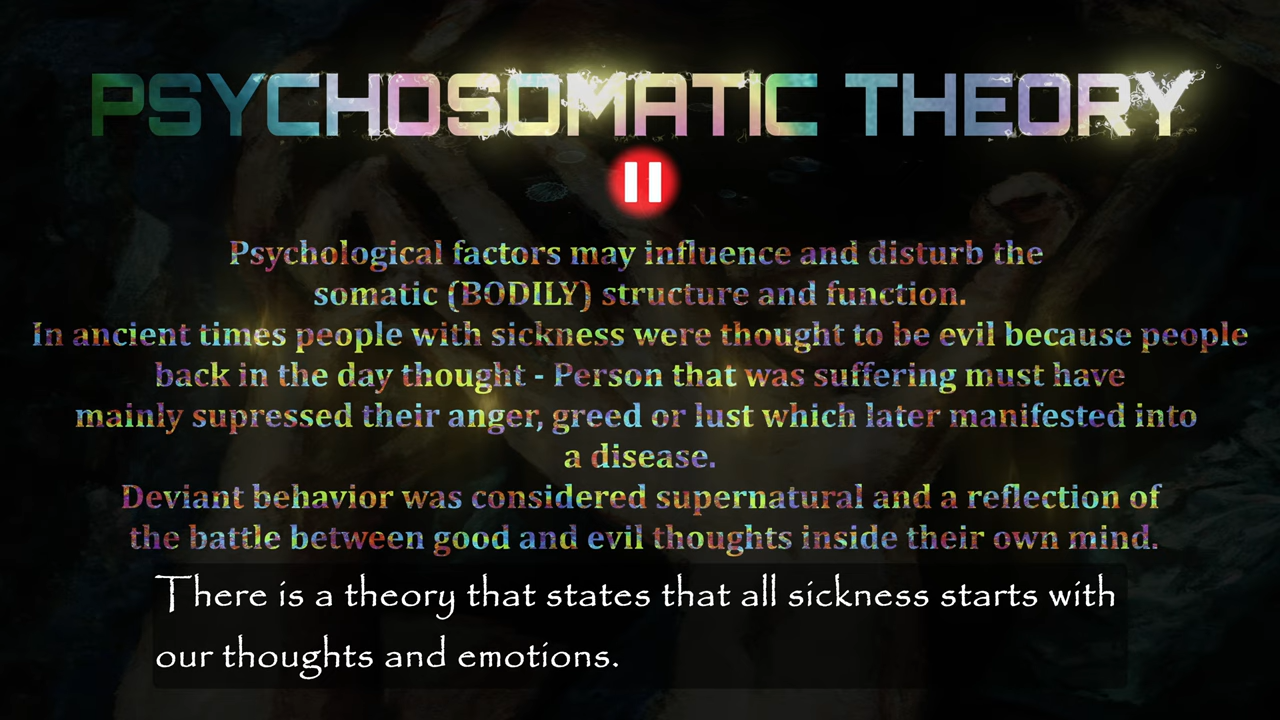 PSYCHOSOMATIC THEORY
Psychological factors may influence and disturb the
somatic (BODILY) structure and function.
In ancient times people with sickness were thought to be evil because people
back in the day thought - Person that was suffering must have
mainly supressed their anger, greed or lust which later manifested into
a disease.
Deviant behavior was considered supernatural and a reflection of
the battle between good and evil thoughts inside their own mind.
There is a theory that states that all sickness starts with
our thoughts and emotions.